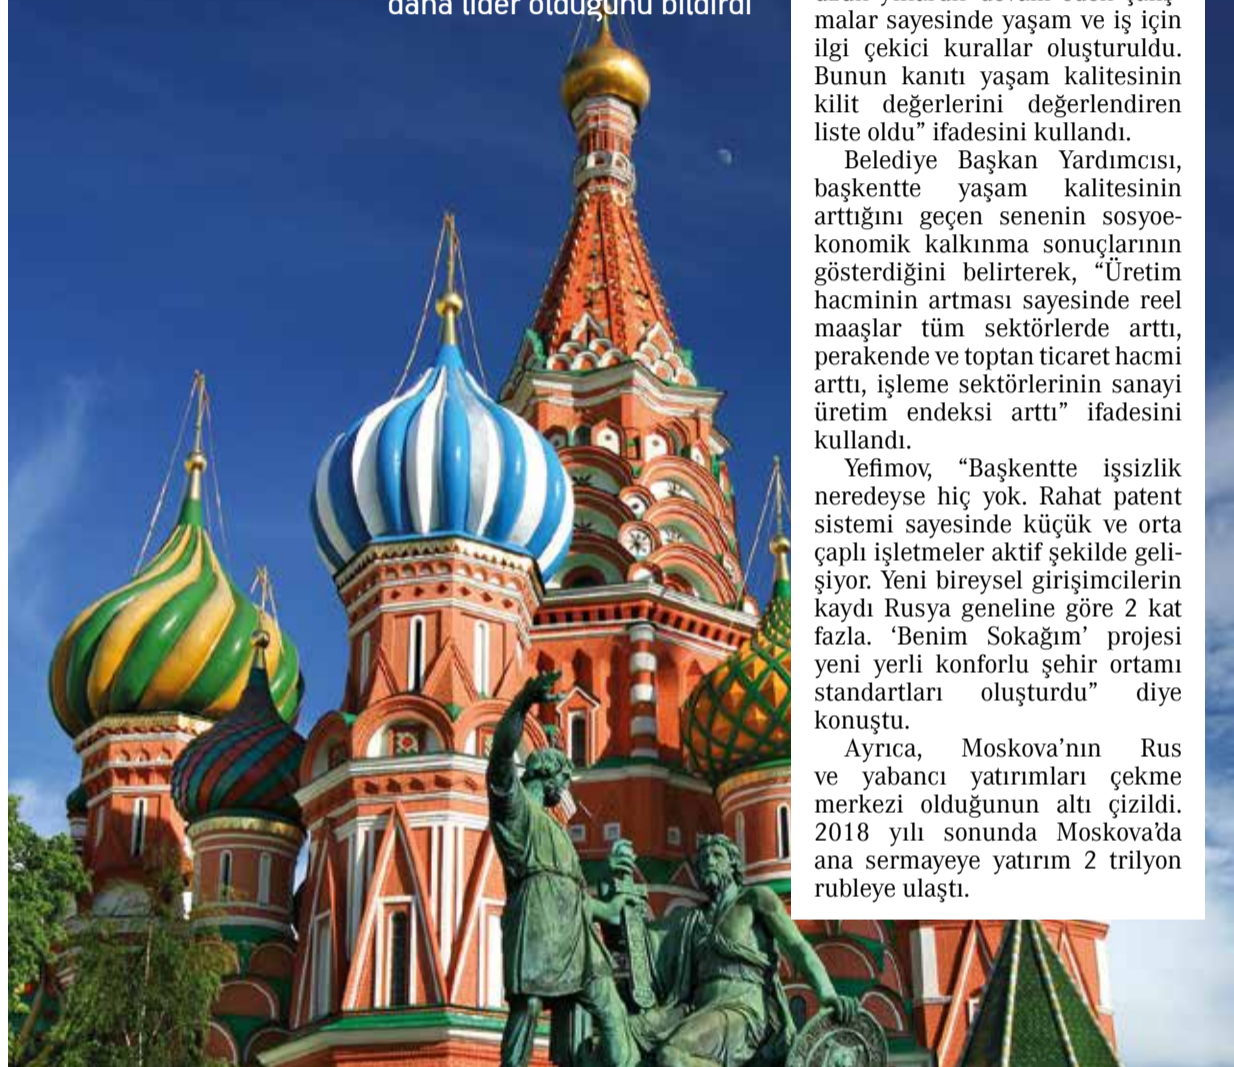 daha lider olduğunu bildirdi
malar sayesinde yaşam ve iş için
ilgi çekici kurallar oluşturuldu.
Bunun kanıtı yaşam kalitesinin
kilit değerlerini değerlendiren
liste oldu” ifadesini kullandı.
Belediye Başkan Yardımcısı,
başkentte yaşam kalitesinin
arttığını geçen senenin sosyoe-
konomik kalkınma sonuçlarının
gösterdiğini belirterek, “Üretim
hacminin artması sayesinde reel
maaşlar tüm sektörlerde arttı,
perakende ve toptan ticaret hacmi
arttı, işleme sektörlerinin sanayi
üretim endeksi arttı” ifadesini
kullandı.
Yefimov, “Başkentte işsizlik
neredeyse hiç yok. Rahat patent
sistemi sayesinde küçük ve orta
çaplı işletmeler aktif şekilde geli-
şiyor. Yeni bireysel girişimcilerin
kaydı Rusya geneline göre 2 kat
fazla. ‘Benim Sokağım’ projesi
yeni yerli konforlu şehir ortamı
standartları oluşturdu” diye
konuştu.
Ayrıca, Moskova’nın Rus
ve yabancı yatırımları çekme
merkezi olduğunun altı çizildi.
2018 yılı sonunda Moskova’da
ana sermayeye yatırım 2 trilyon
rubleye ulaştı.